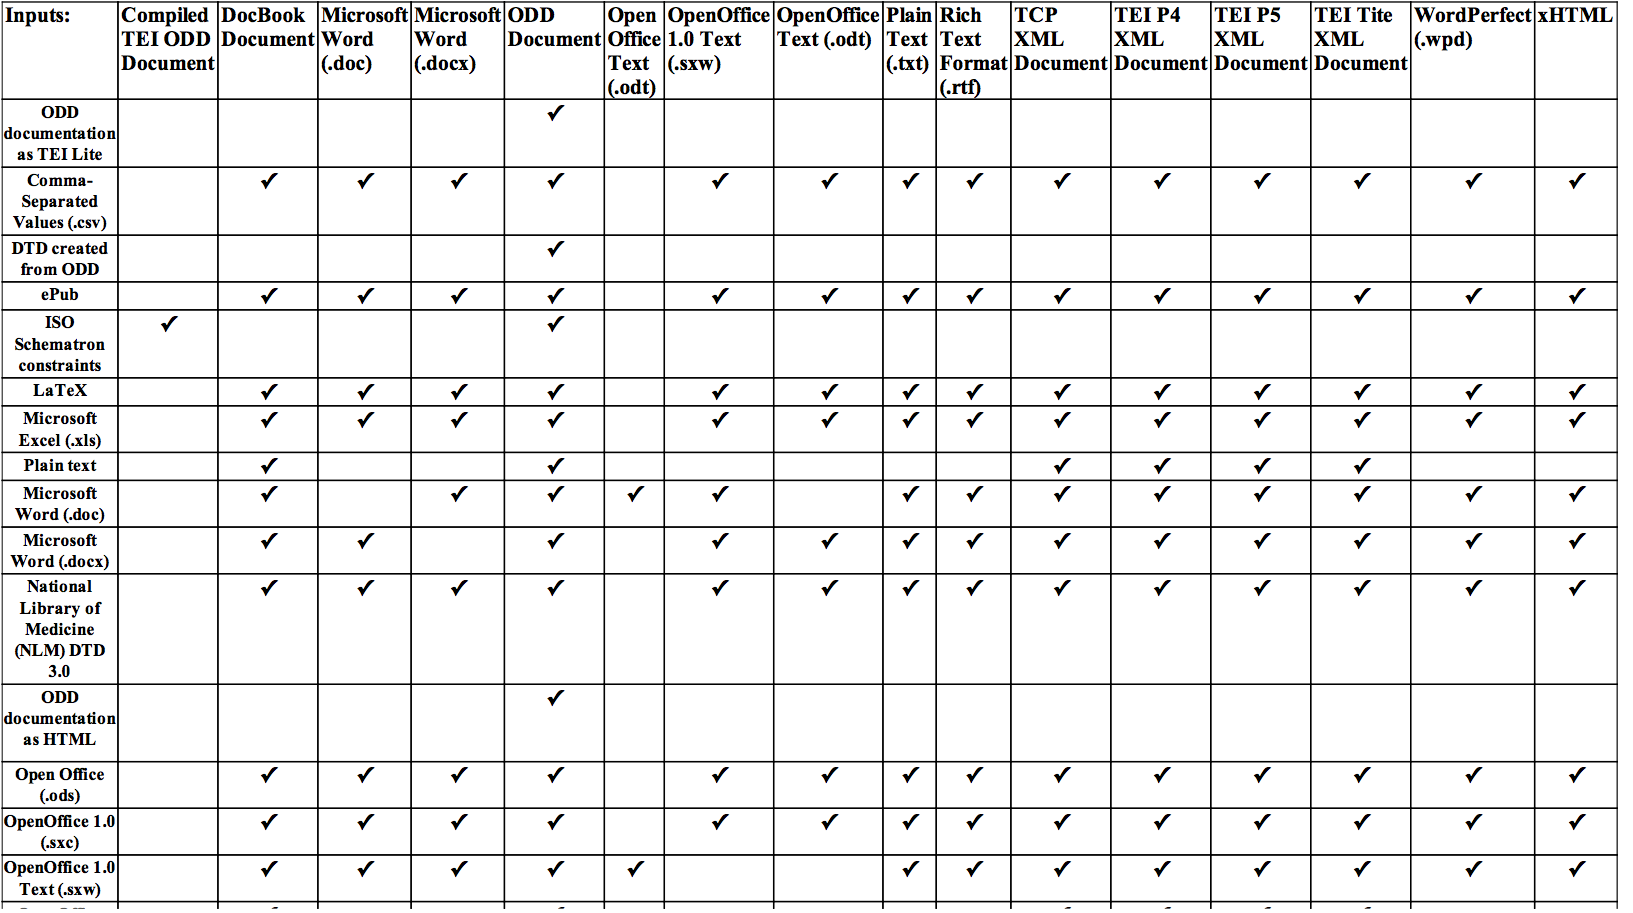 Inputs:
Compiled
TEI ODD
Document
DocBook
Document
Microsoft
Word
(.doc)
Microsoft
Word
(.docx)
ODD
Document
Open
Office
Text
(.odt)
OpenOffice
1.0 Text
(.sxw)
OpenOffice
Text (.odt)
Plain
Text
(.txt)
Rich
Text
Format
(.rtf)
TCP
XML
Document
TEI P4
XML
Document
TEI P5
XML
Document
TEI Tite
XML
Document
WordPerfect
(.wpd)
xHTML
ODD
documentation
as TEI Lite
✓
Comma-
Separated
Values (.csv)
✓ ✓ ✓ ✓ ✓ ✓ ✓ ✓ ✓ ✓ ✓ ✓ ✓ ✓
DTD created
from ODD
✓
ePub
✓ ✓ ✓ ✓ ✓ ✓ ✓ ✓ ✓ ✓ ✓ ✓ ✓ ✓
ISO
Schematron
constraints
✓ ✓
LaTeX
✓ ✓ ✓ ✓ ✓ ✓ ✓ ✓ ✓ ✓ ✓ ✓ ✓ ✓
Microsoft
Excel (.xls)
✓ ✓ ✓ ✓ ✓ ✓ ✓ ✓ ✓ ✓ ✓ ✓ ✓ ✓
Plain text
✓ ✓ ✓ ✓ ✓ ✓
Microsoft
Word (.doc)
✓ ✓ ✓ ✓ ✓ ✓ ✓ ✓ ✓ ✓ ✓ ✓ ✓
Microsoft
Word (.docx)
✓ ✓ ✓ ✓ ✓ ✓ ✓ ✓ ✓ ✓ ✓ ✓ ✓
National
Library of
Medicine
(NLM) DTD
3.0
✓ ✓ ✓ ✓ ✓ ✓ ✓ ✓ ✓ ✓ ✓ ✓ ✓ ✓
ODD
documentation
as HTML
✓
Open Office
(.ods)
✓ ✓ ✓ ✓ ✓ ✓ ✓ ✓ ✓ ✓ ✓ ✓ ✓ ✓
OpenOffice 1.0
(.sxc)
✓ ✓ ✓ ✓ ✓ ✓ ✓ ✓ ✓ ✓ ✓ ✓ ✓ ✓
OpenOffice 1.0
Text (.sxw)
✓ ✓ ✓ ✓ ✓ ✓ ✓ ✓ ✓ ✓ ✓ ✓ ✓